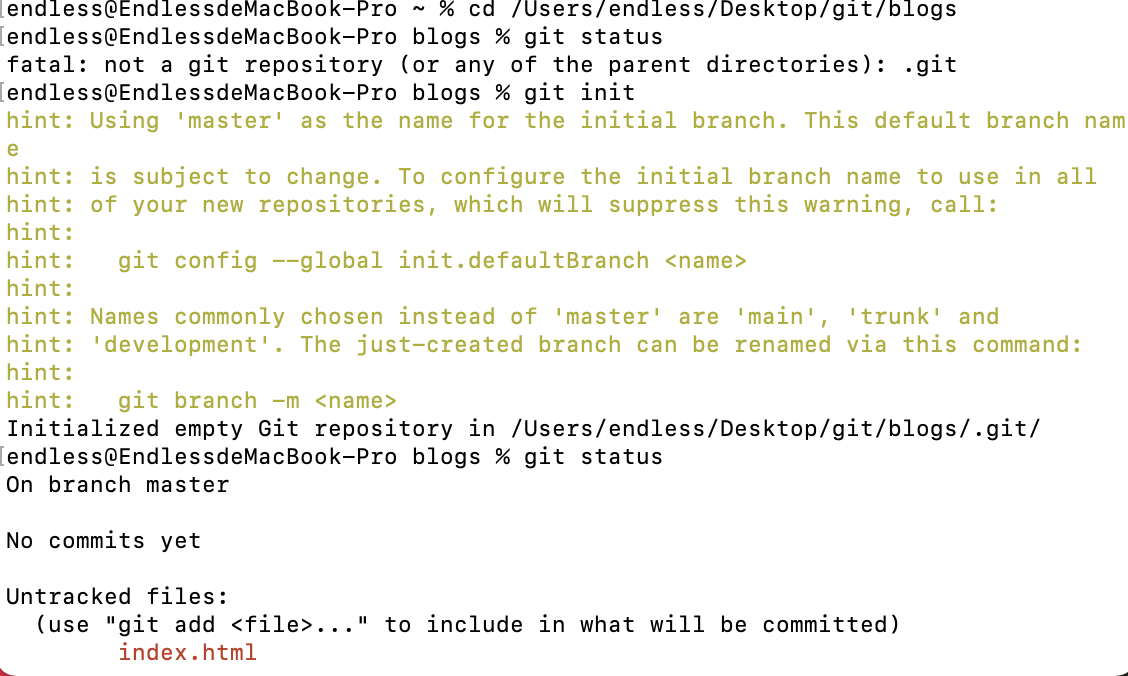 endless@EndlessdeMacBook-Pro ~ % cd /Users/endless/Desktop/git/blogs
endless@EndlessdeMacBook-Pro blogs % git status
fatal: not a git repository (or any of the parent directories): .git
endless@EndlessdeMacBook-Pro blogs % git init
hint: Using 'master' as the name for the initial branch. This default branch nam
e
hint: is subject to change. To configure the initial branch name to use in all
hint: of your new repositories, which will suppress this warning, call:
hint:
hint:   git config --global init.defaultBranch <name>
hint:
hint: Names commonly chosen instead of 'master' are 'main', 'trunk' and
hint: 'development'. The just-created branch can be renamed via this command:
hint:
hint:   git branch -m <name>
Initialized empty Git repository in /Users/endless/Desktop/git/blogs/.git/
endless@EndlessdeMacBook-Pro blogs % git status
On branch master

No commits yet

Untracked files:
  (use "git add <file>..." to include in what will be committed)
        index.html